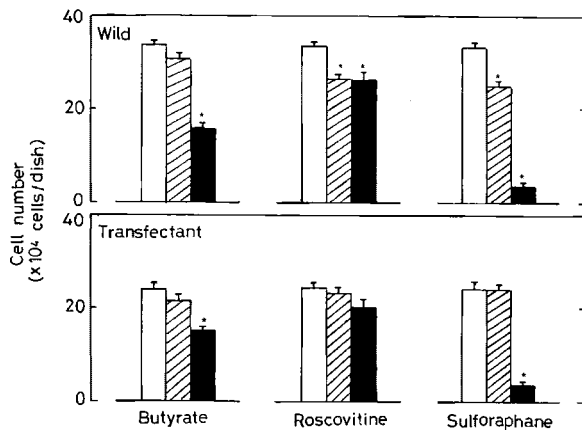 40
Wild
* * * * *
20
0
40
Transfectant
20
* *
0
Cell number
(x10⁴ cells/dish)
Butyrate Roscovitine Sulforaphane